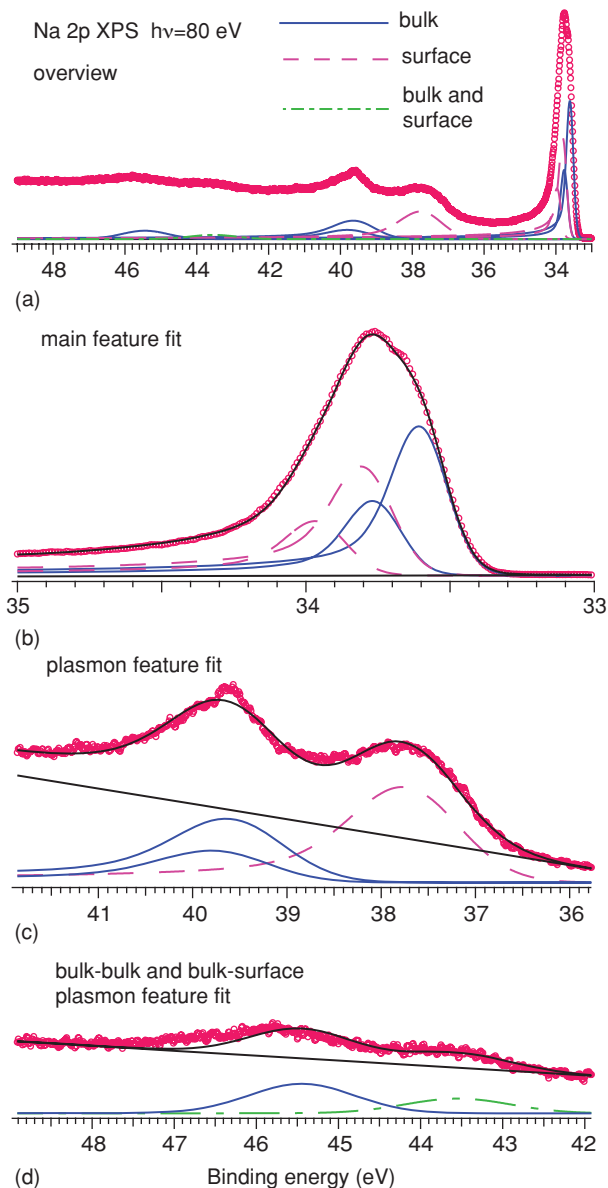 Na 2p XPS hν=80 eV
overview
bulk
surface
bulk and
surface
48 46 44 42 40 38 36 34
(a)
main feature fit
35 34 33
(b)
plasmon feature fit
41 40 39 38 37 36
(c)
bulk-bulk and bulk-surface
plasmon feature fit
48 47 46 45 44 43 42
(d) Binding energy (eV)